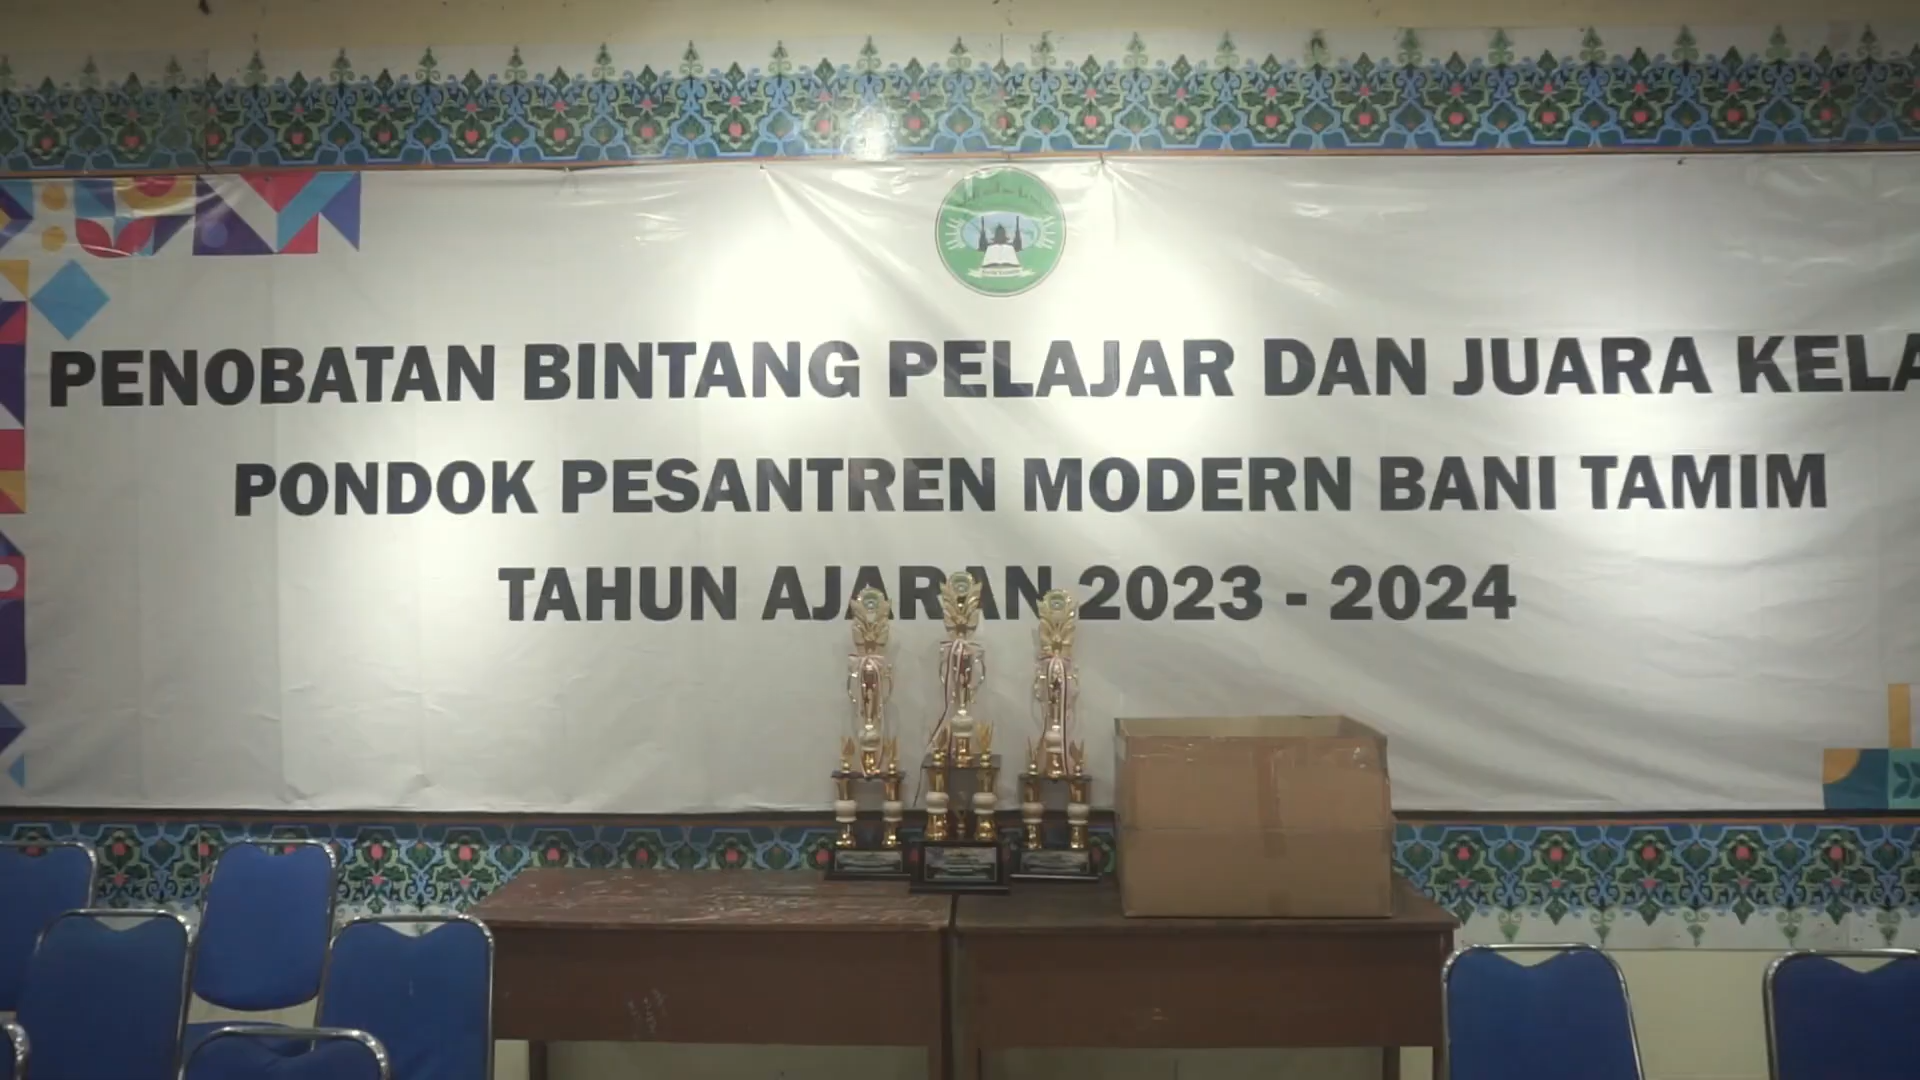 PENOBATAN BINTANG PELAJAR DAN JUARA KELA
PONDOK PESANTREN MODERN BANI TAMIM
TAHUN AJARAN 2023 - 2024